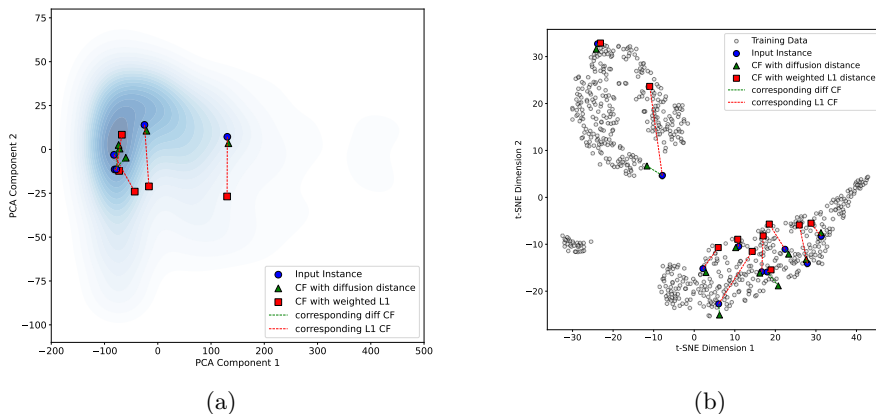 75
50
25
0
−25
−50
−75
−100
PCA Component 2
−200
−100
0
100
200
300
400
500
PCA Component 1
Input Instance
CF with diffusion distance
CF with weighted L1
corresponding diff CF
corresponding L1 CF
(a)
30
20
10
0
−10
−20
t-SNE Dimension 2
−30
−20
−10
0
10
20
30
40
t-SNE Dimension 1
Training Data
Input Instance
CF with diffusion distance
CF with weighted L1 distance
corresponding diff CF
corresponding L1 CF
(b)